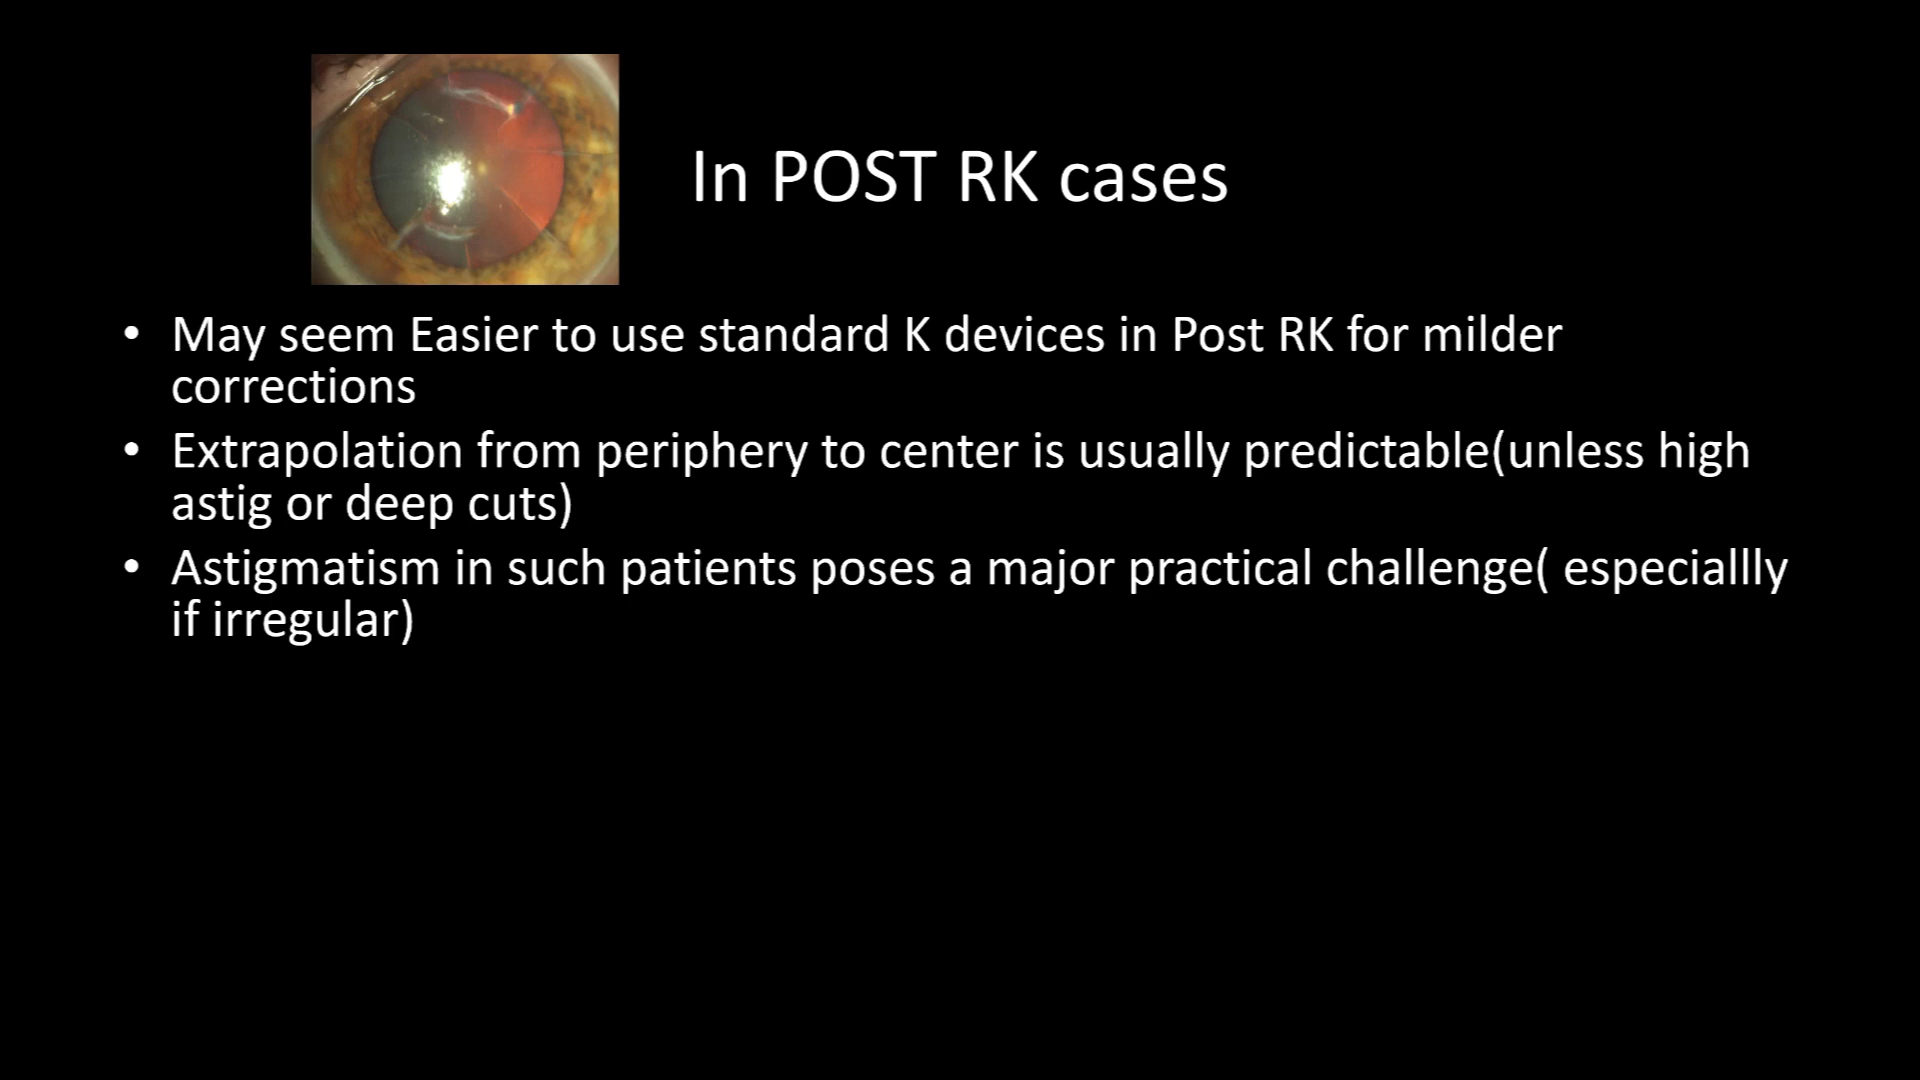 In POST RK cases
• May seem Easier to use standard K devices in Post RK for milder
corrections
• Extrapolation from periphery to center is usually predictable(unless high
astig or deep cuts)
• Astigmatism in such patients poses a major practical challenge( especiallly
if irregular)